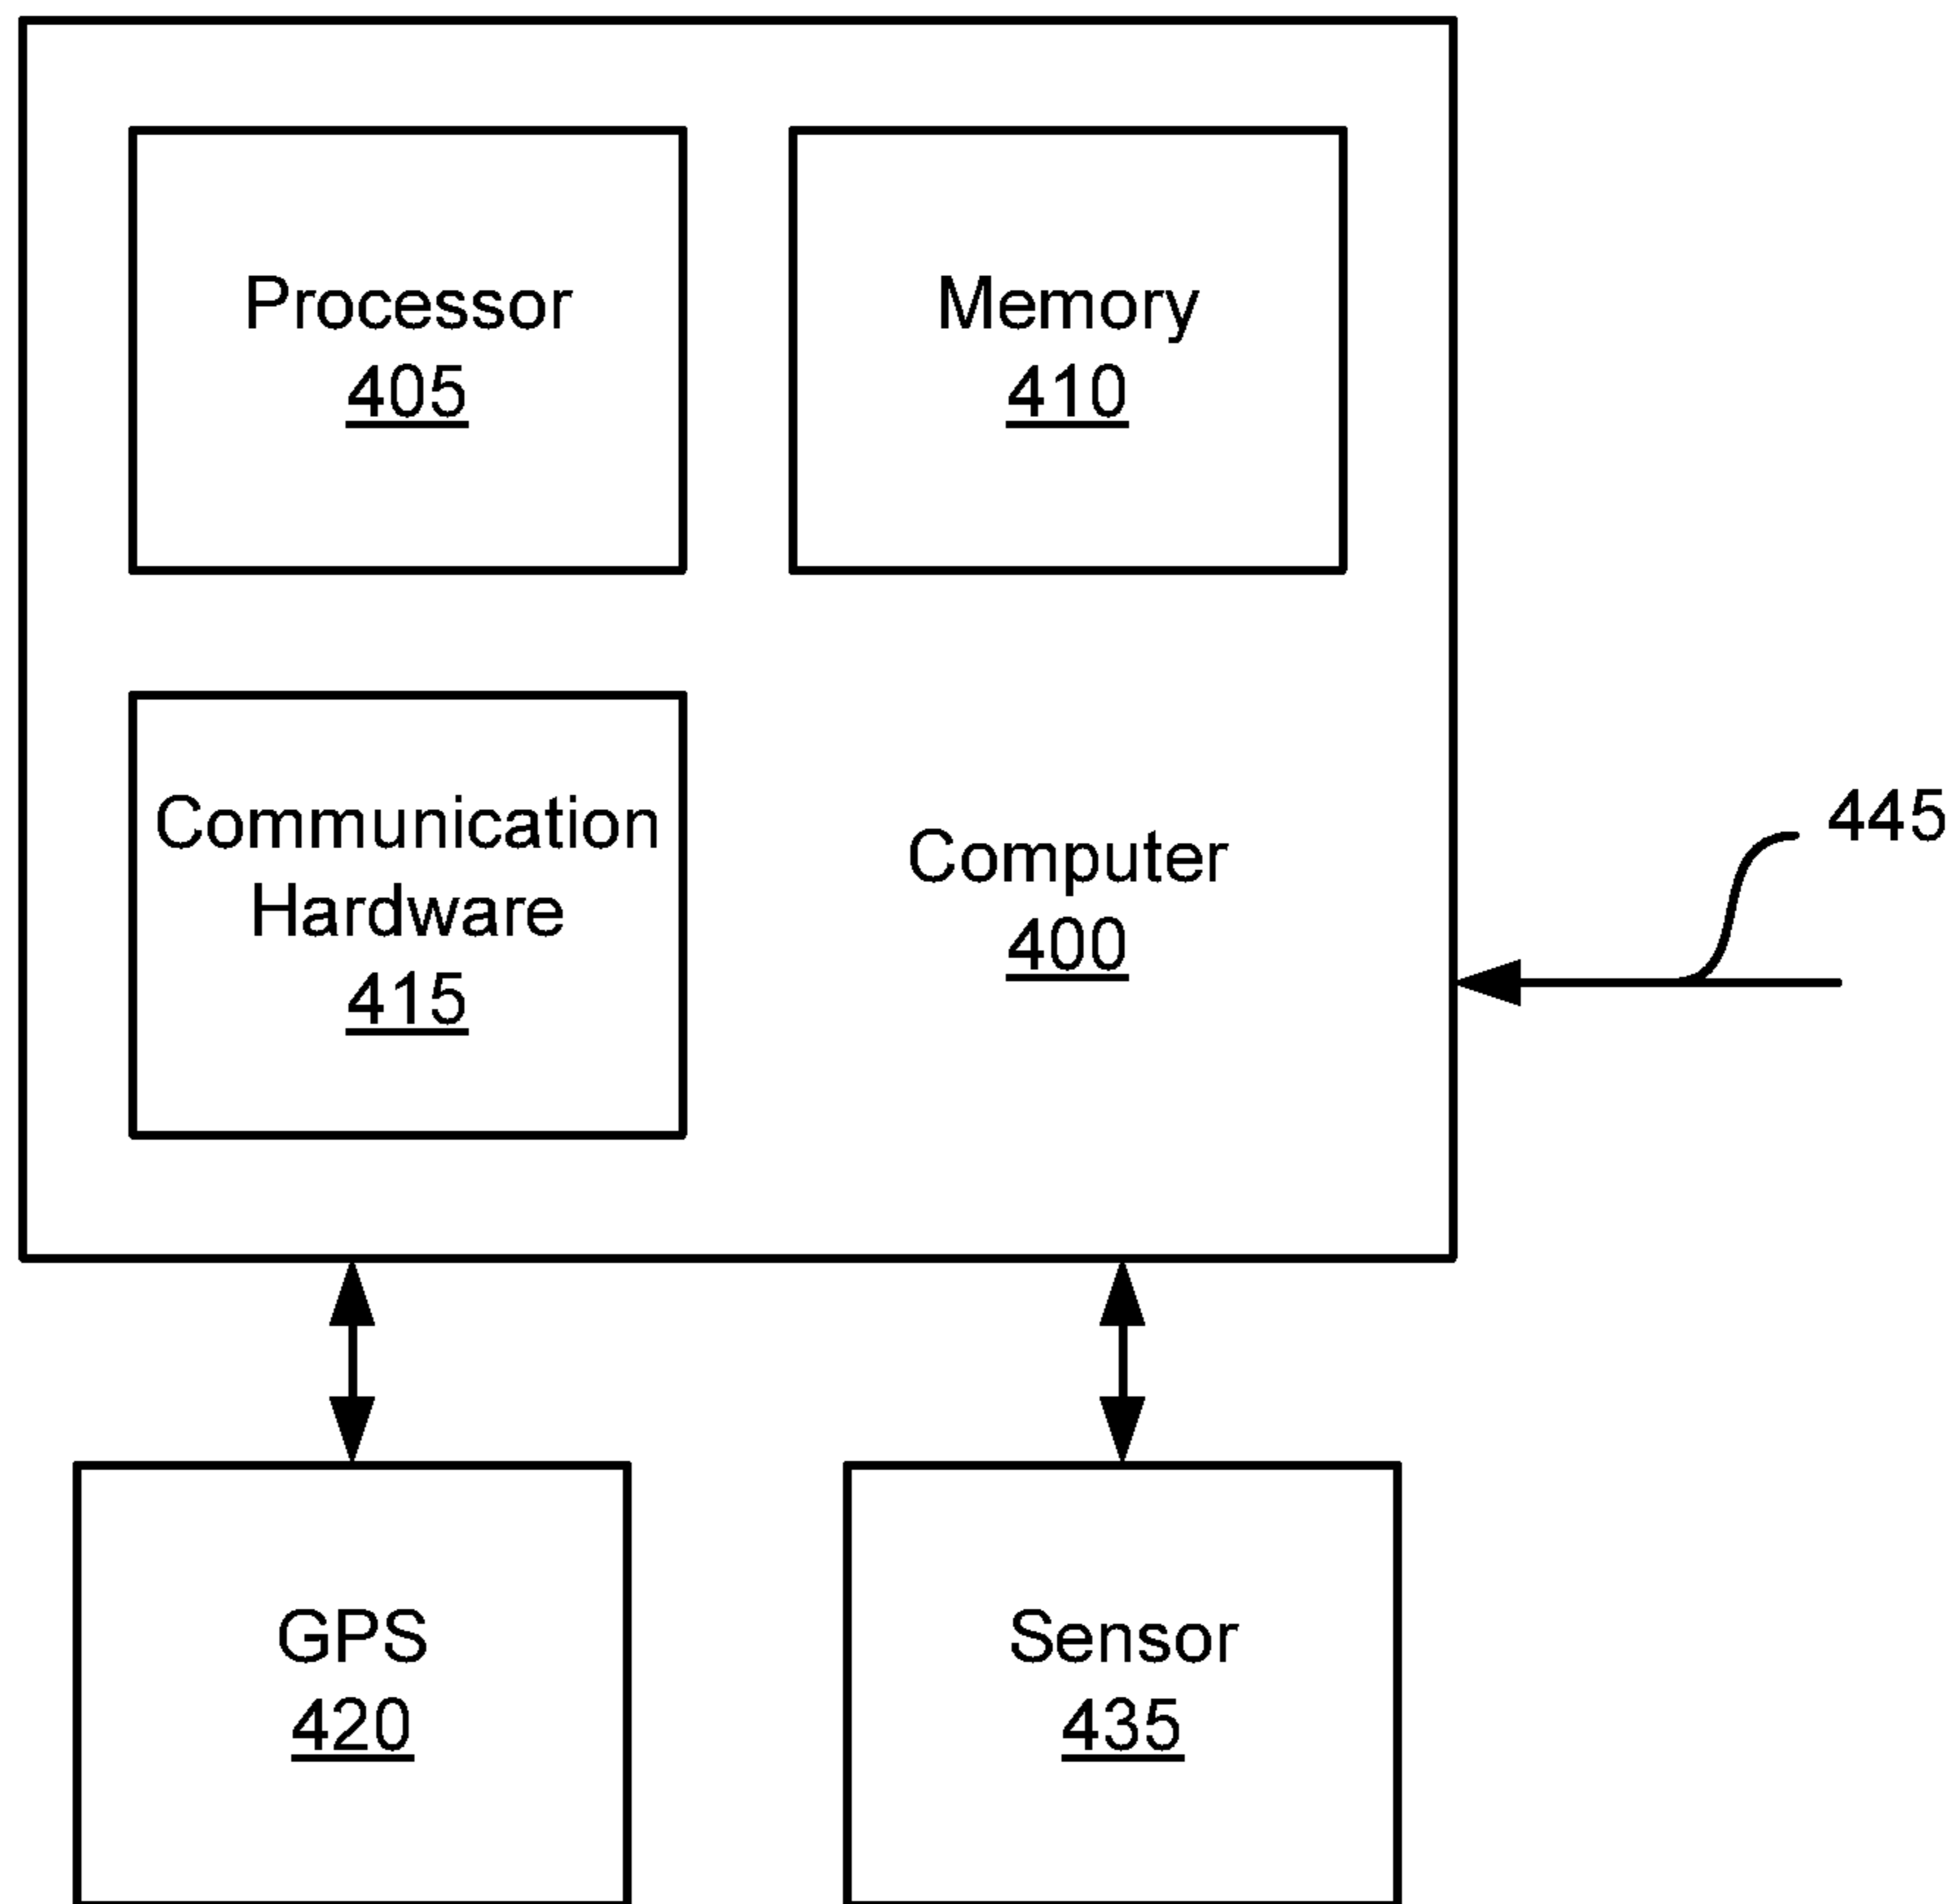 Processor
405
Memory
410
Communication
Hardware
415
Computer
400
445
GPS
420
Sensor
435